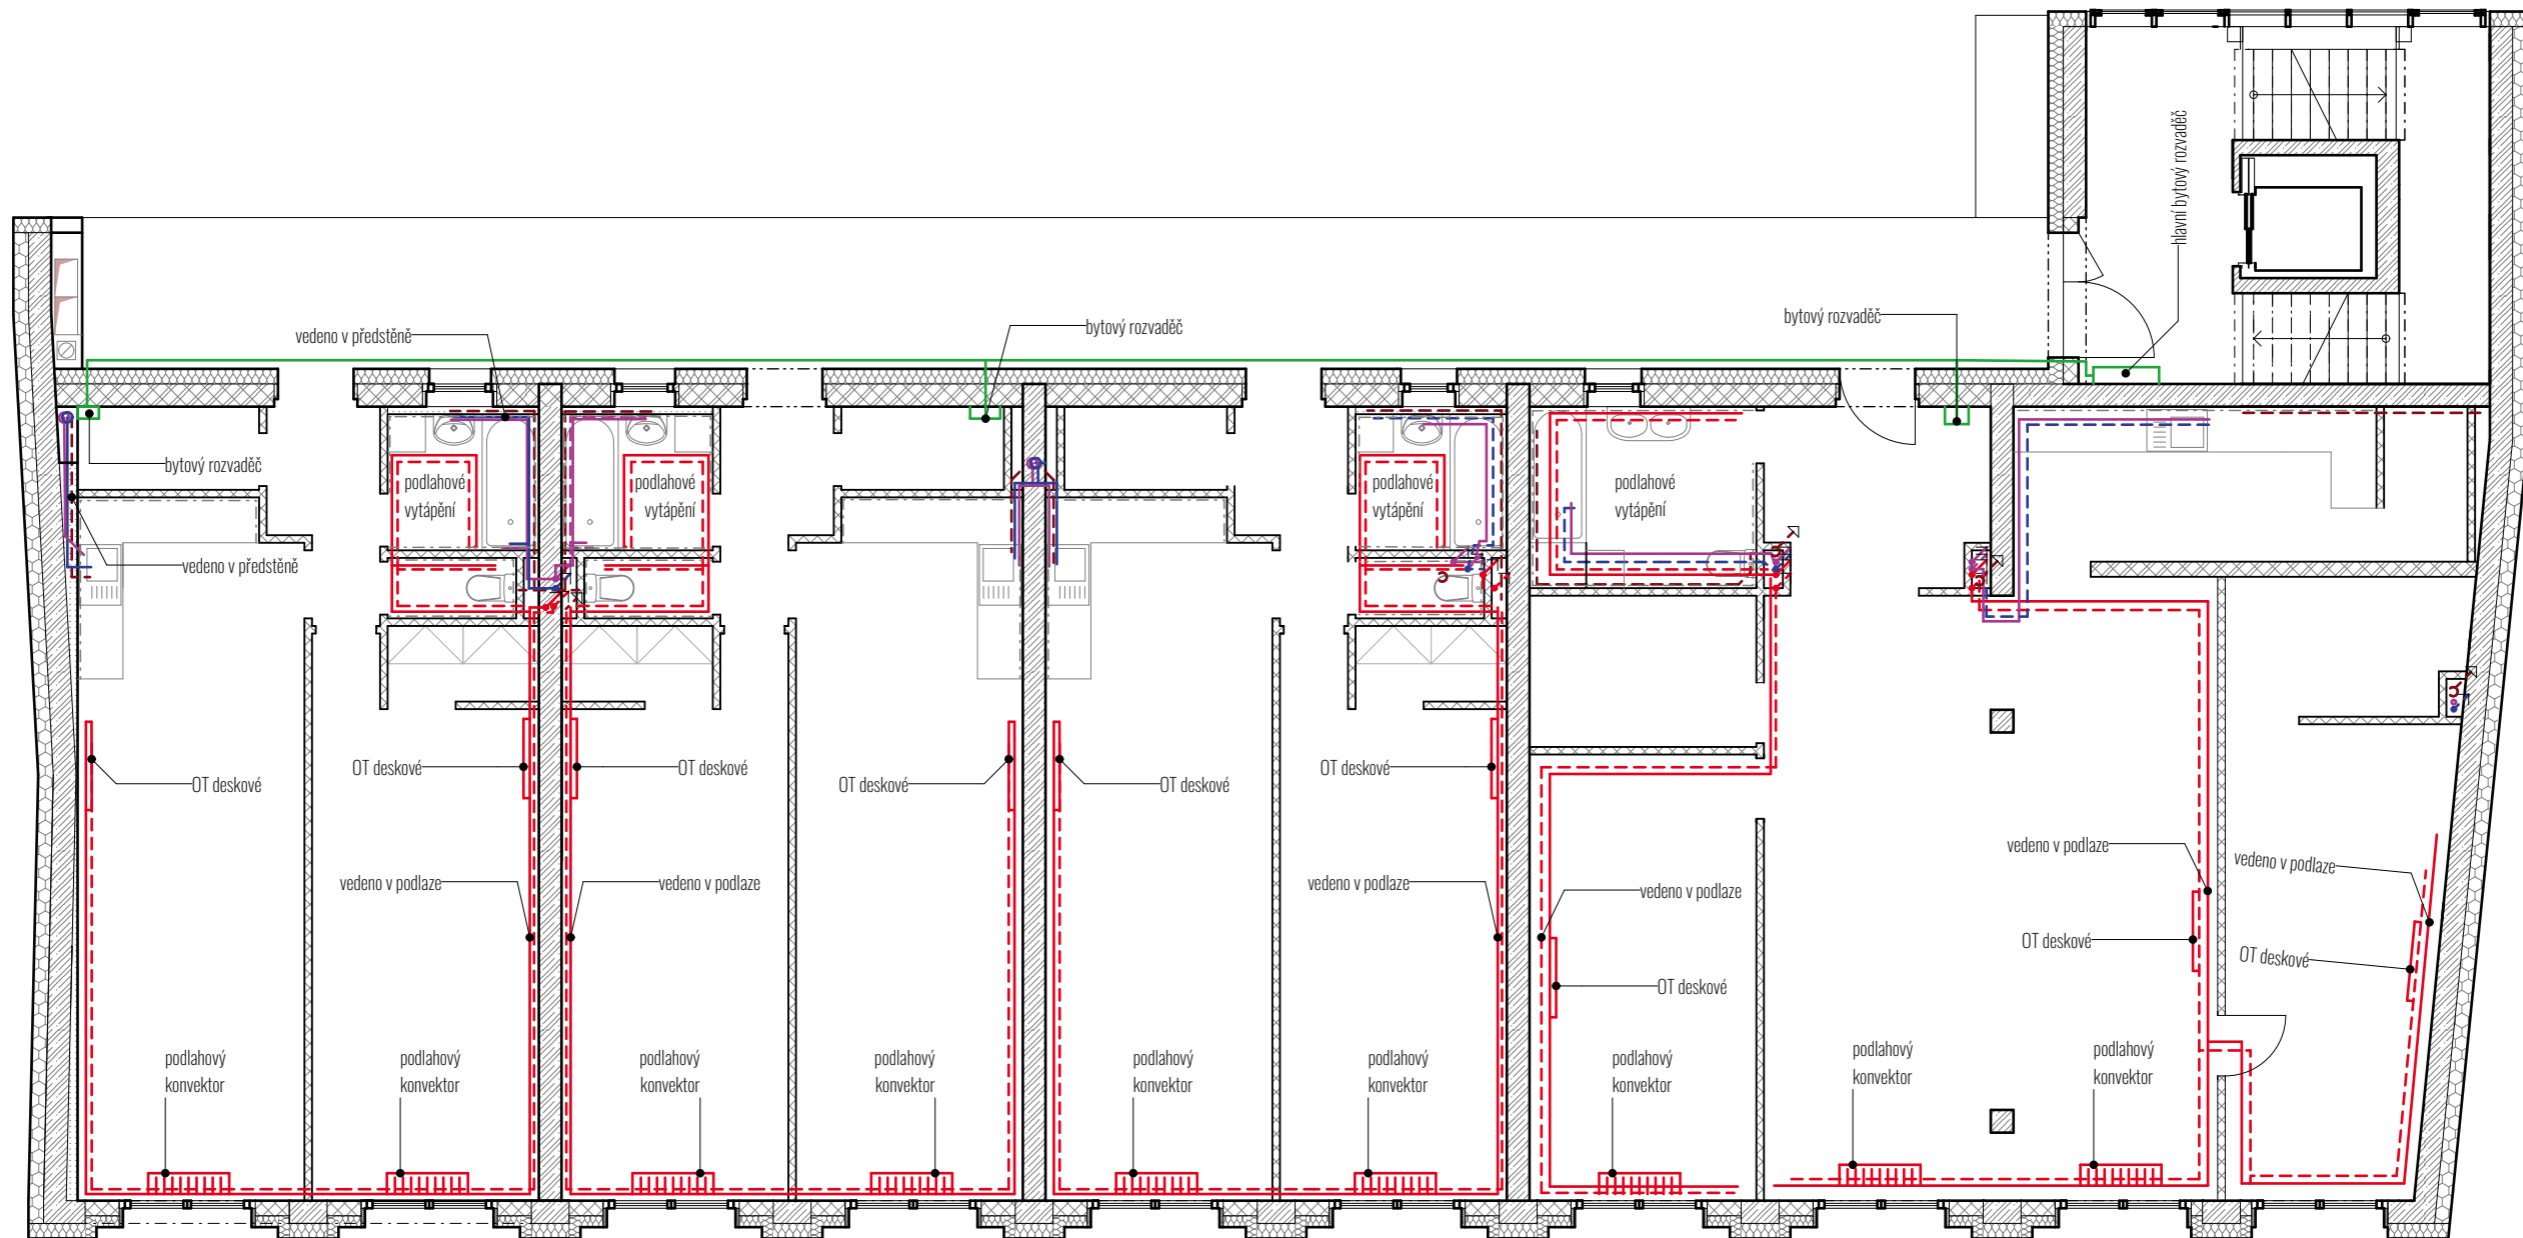 hlavní bytový rozvaděč
vedeno v předstěně
bytový rozvaděč
bytový rozvaděč
bytový rozvaděč
vedeno v předstěně
podlahové
vytápění
podlahové
vytápění
podlahové
vytápění
podlahové
vytápění
OT deskové
OT deskové
OT deskové
OT deskové
OT deskové
OT deskové
vedeno v podlaze
vedeno v podlaze
vedeno v podlaze
vedeno v podlaze
vedeno v podlaze
vedeno v podlaze
OT deskové
OT deskové
OT deskové
podlahový
konvektor
podlahový
konvektor
podlahový
konvektor
podlahový
konvektor
podlahový
konvektor
podlahový
konvektor
podlahový
konvektor
podlahový
konvektor
podlahový
konvektor